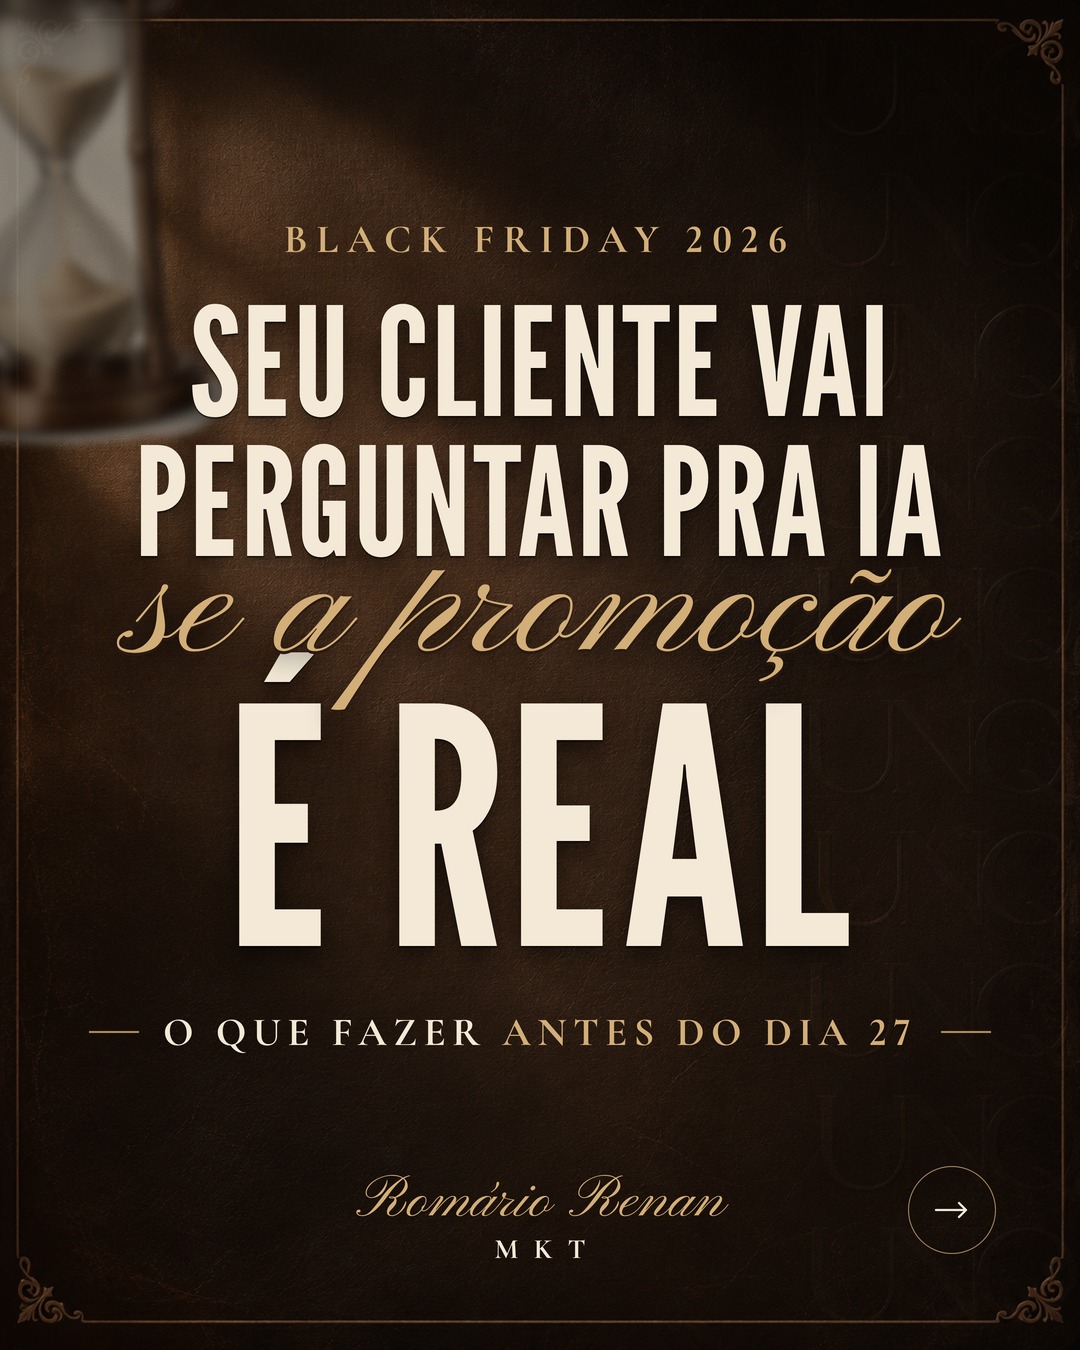 BLACK FRIDAY 2026
SEU CLIENTE VAI
PERGUNTAR PRA IA
se a promoção
É REAL
O QUE FAZER ANTES DO DIA 27
Romário Renan
MKT